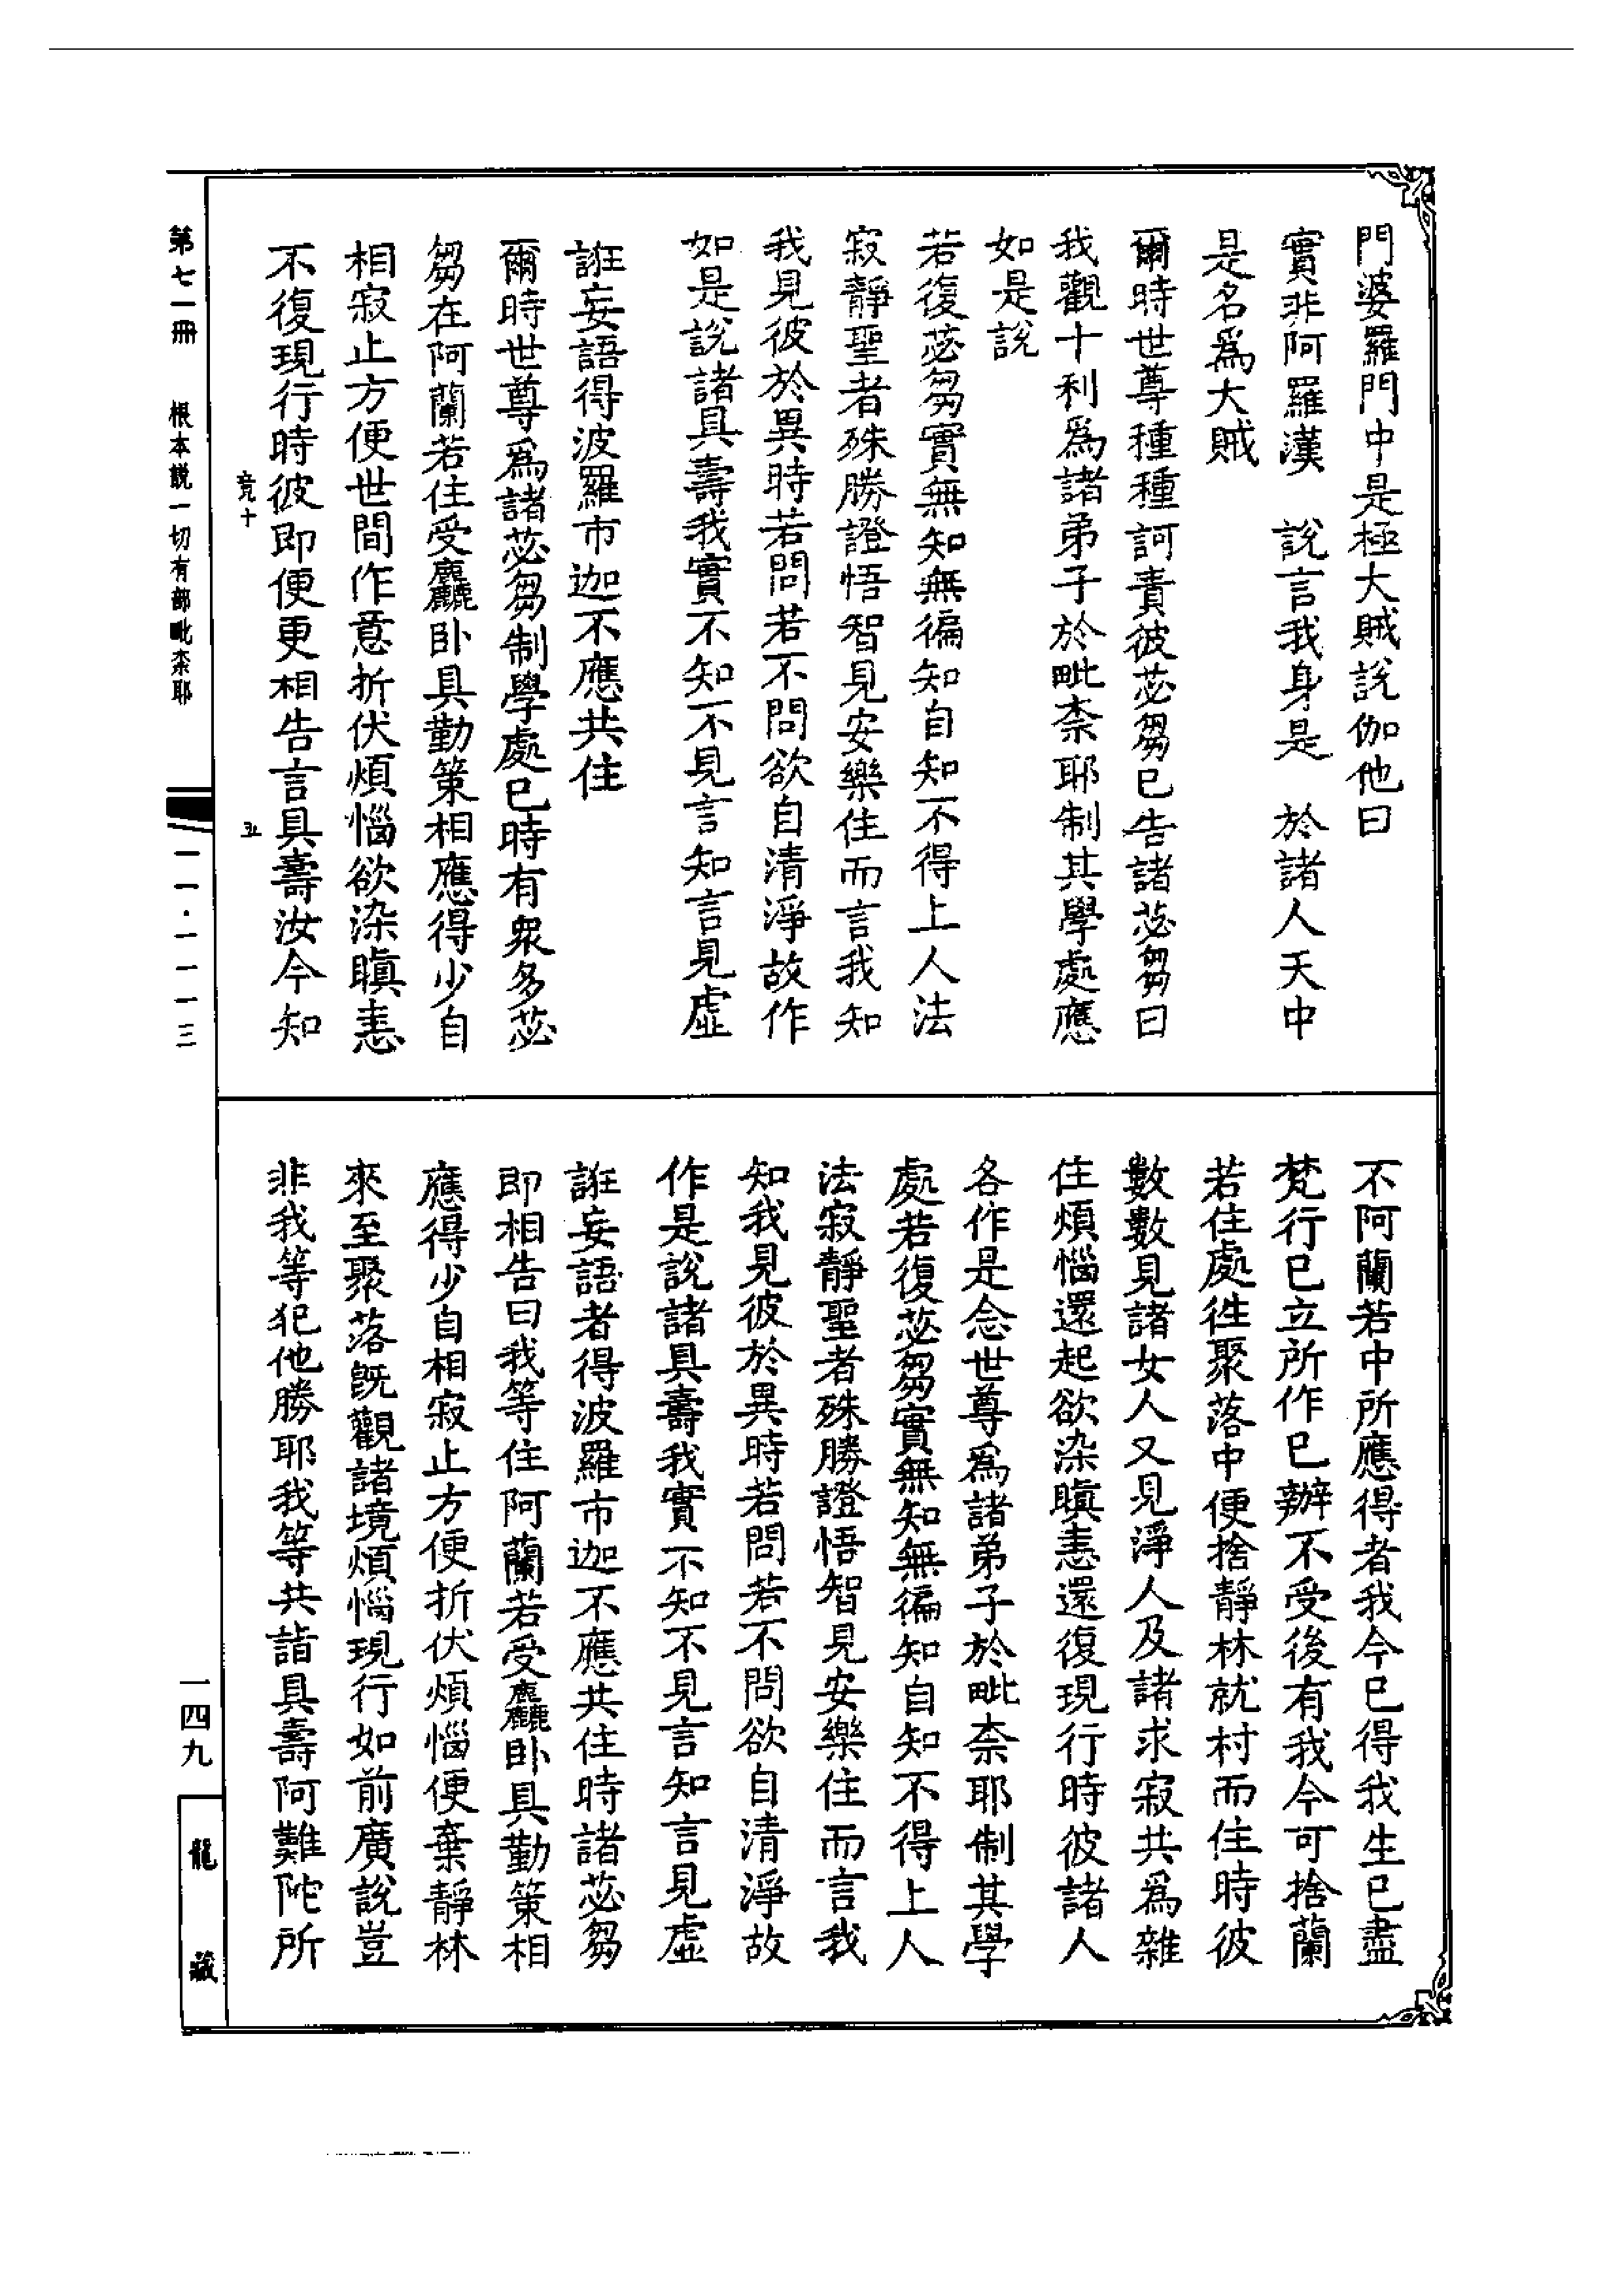 門婆羅門中是極大賊說伽他曰
實非阿羅漢　說言我身是　於諸人天中
是名爲大賊
爾時世尊種種訶責彼苾芻已告諸苾芻曰
我觀十利爲諸弟子於毗柰耶制其學處應
如是說
若復苾芻實無知無徧知自知不得上人法
寂靜聖者殊勝證悟智見安樂住而言我知
我見彼於異時若問若不問欲自清淨故作
如是說諸具壽我實不知不見言知言見虛
誑妄語得波羅市迦不應共住
爾時世尊爲諸苾芻制學處已時有衆多苾
芻在阿蘭若住受麤卧具勤策相應得少自
相寂止方便世間作意折伏煩惱欲染瞋恚
不復現行時彼即便更相告言具壽汝今知
竟十　五
不阿蘭若中所應得者我今已得我生已盡
梵行已立所作已辦不受後有我今可捨蘭
若住處徃聚落中便捨靜林就村而住時彼
數數見諸女人又見淨人及諸求寂共爲雜
住煩惱還起欲染瞋恚還復現行時彼諸人
各作是念世尊爲諸弟子於毗柰耶制其學
處若復苾芻實無知無徧知自知不得上人
法寂靜聖者殊勝證悟智見安樂住而言我
知我見彼於異時若問若不問欲自清淨故
作是說諸具壽我實不知不見言知言見虛
誑妄語者得波羅市迦不應共住時諸苾芻
即相告曰我等住阿蘭若受麤卧具勤策相
應得少自相寂止方便折伏煩惱便棄靜林
來至聚落旣觀諸境煩惱現行如前廣說豈
非我等犯他勝耶我等共詣具壽阿難陀所
第七一冊　根本説一切有部毗柰耶
一一·一一一三
一四九
龍藏